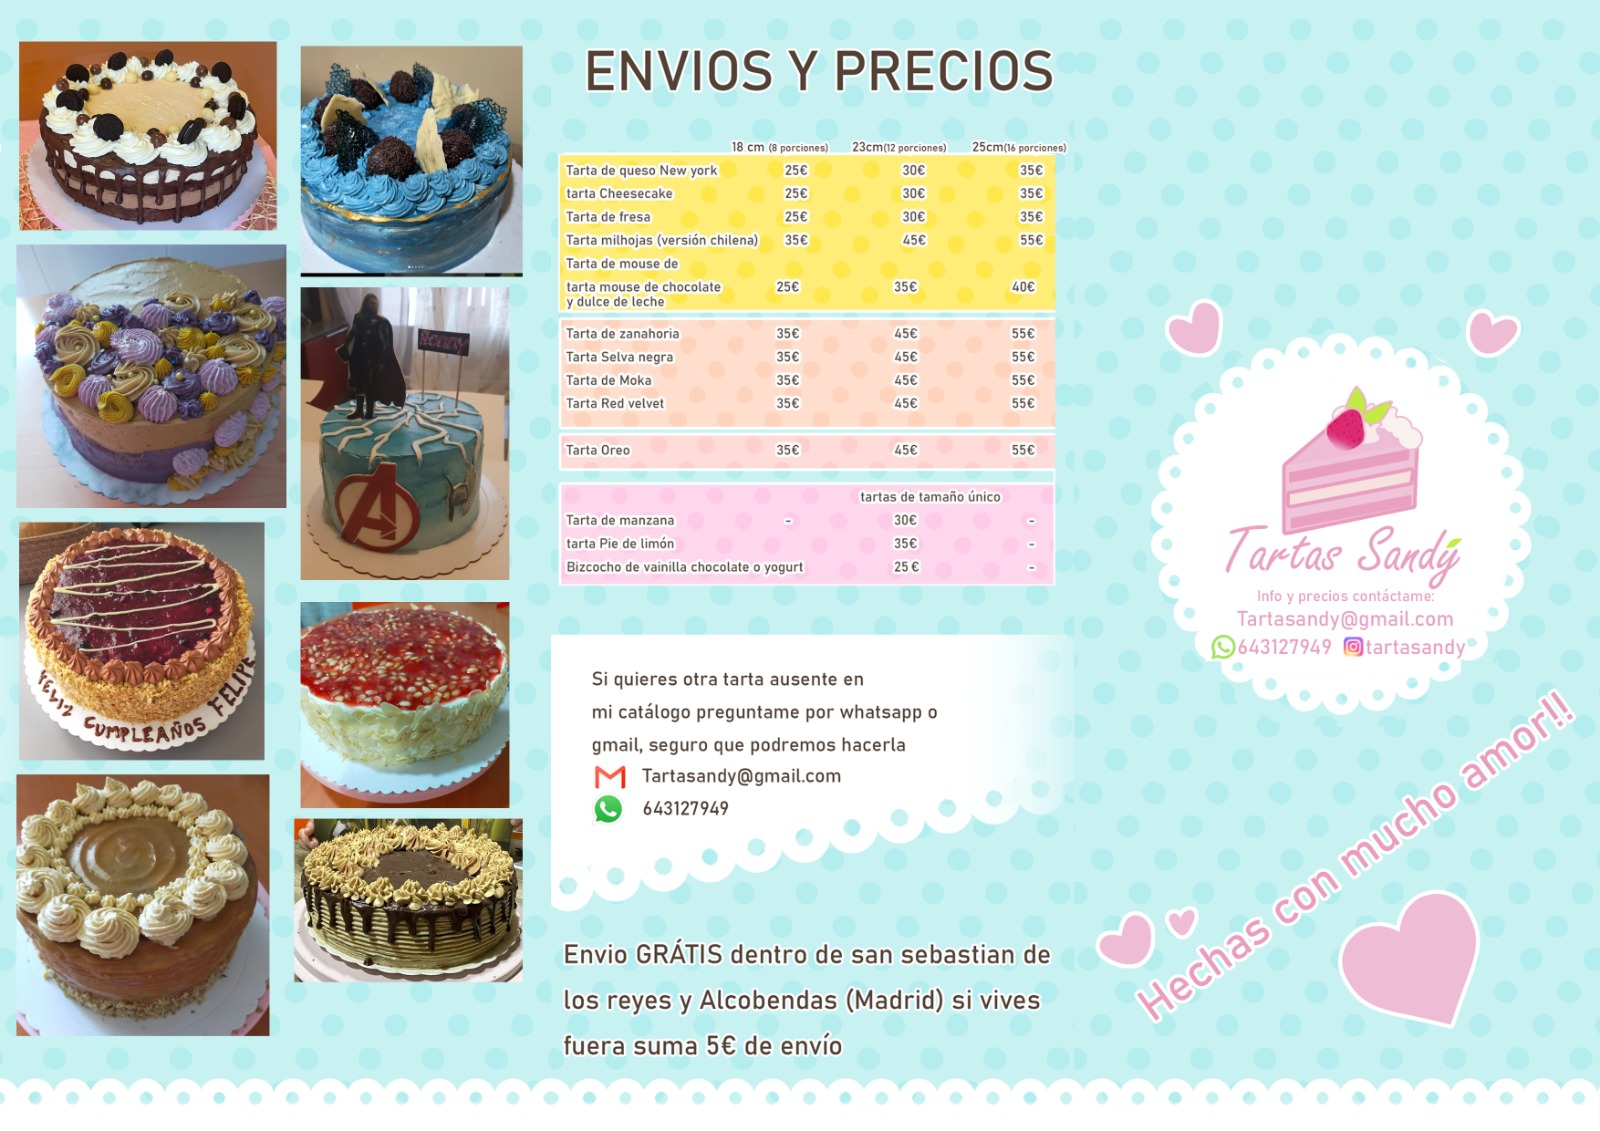 FELIZ CUMPLEAÑOS FELIPE
ENVIOS Y PRECIOS
18 cm (8 porciones) 23cm(12 porciones) 25cm(16 porciones)
Tarta de queso New york 25€ 30€ 35€
tarta Cheesecake 25€ 30€ 35€
Tarta de fresa 25€ 30€ 35€
Tarta milhojas (versión chilena) 35€ 45€ 55€
Tarta de mouse de
tarta mouse de chocolate 25€ 35€ 40€
y dulce de leche
Tarta de zanahoria 35€ 45€ 55€
Tarta Selva negra 35€ 45€ 55€
Tarta de Moka 35€ 45€ 55€
Tarta Red velvet 35€ 45€ 55€
Tarta Oreo 35€ 45€ 55€
tartas de tamaño único
Tarta de manzana - 30€ -
tarta Pie de limón 35€ -
Bizcocho de vainilla chocolate o yogurt 25 € -
Si quieres otra tarta ausente en
mi catálogo preguntame por whatsapp o
gmail, seguro que podremos hacerla
Tartasandy@gmail.com
643127949
Envio GRÁTIS dentro de san sebastian de
los reyes y Alcobendas (Madrid) si vives
fuera suma 5€ de envío
Tartas Sandy
Info y precios contáctame:
Tartasandy@gmail.com
643127949 tartasandy
Hechas con mucho amor!!